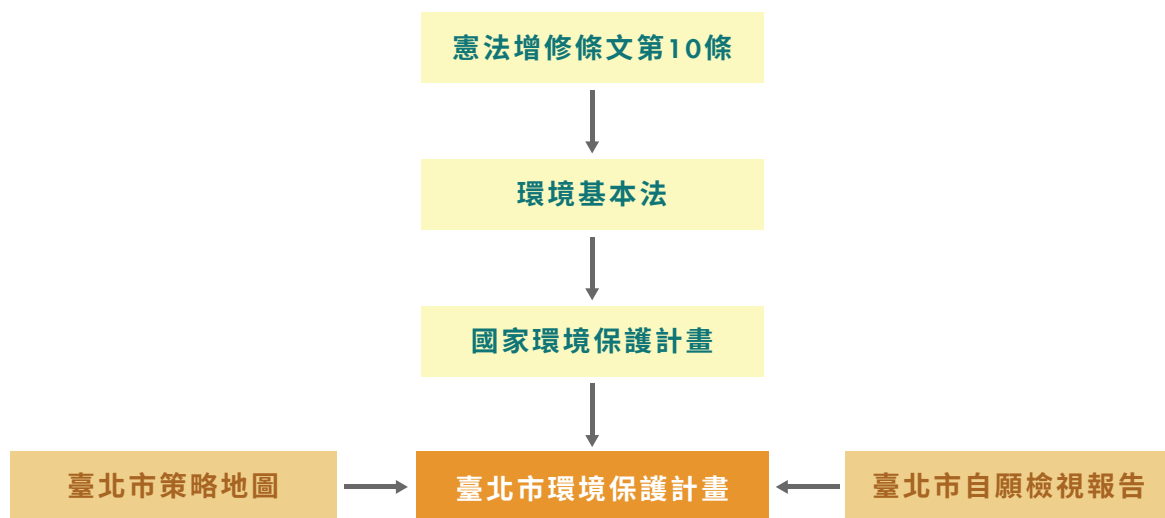 憲法增修條文第10條
環境基本法
國家環境保護計畫
臺北市策略地圖
臺北市環境保護計畫
臺北市自願檢視報告